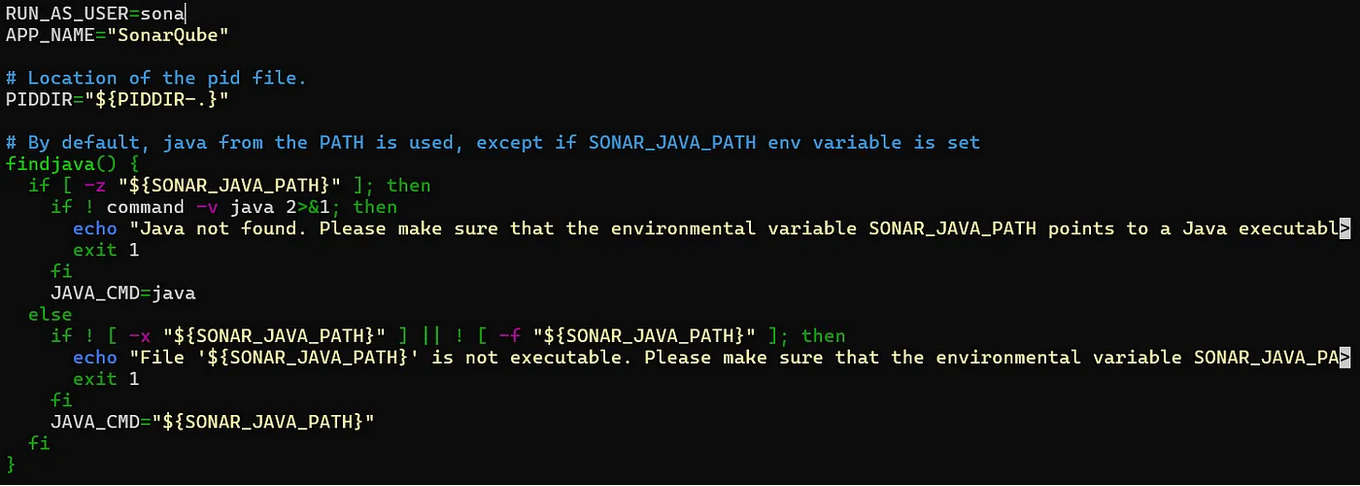 RUN_AS_USER=sona
APP_NAME="SonarQube"

# Location of the pid file.
PIDDIR="${PIDDIR-.}"

# By default, java from the PATH is used, except if SONAR_JAVA_PATH env variable is set
findjava() {
  if [ -z "${SONAR_JAVA_PATH}" ]; then
    if ! command -v java 2>&1; then
      echo "Java not found. Please make sure that the environmental variable SONAR_JAVA_PATH points to a Java executabl>
      exit 1
    fi
    JAVA_CMD=java
  else
    if ! [ -x "${SONAR_JAVA_PATH}" ] || ! [ -f "${SONAR_JAVA_PATH}" ]; then
      echo "File '${SONAR_JAVA_PATH}' is not executable. Please make sure that the environmental variable SONAR_JAVA_PA>
      exit 1
    fi
    JAVA_CMD="${SONAR_JAVA_PATH}"
  fi
}